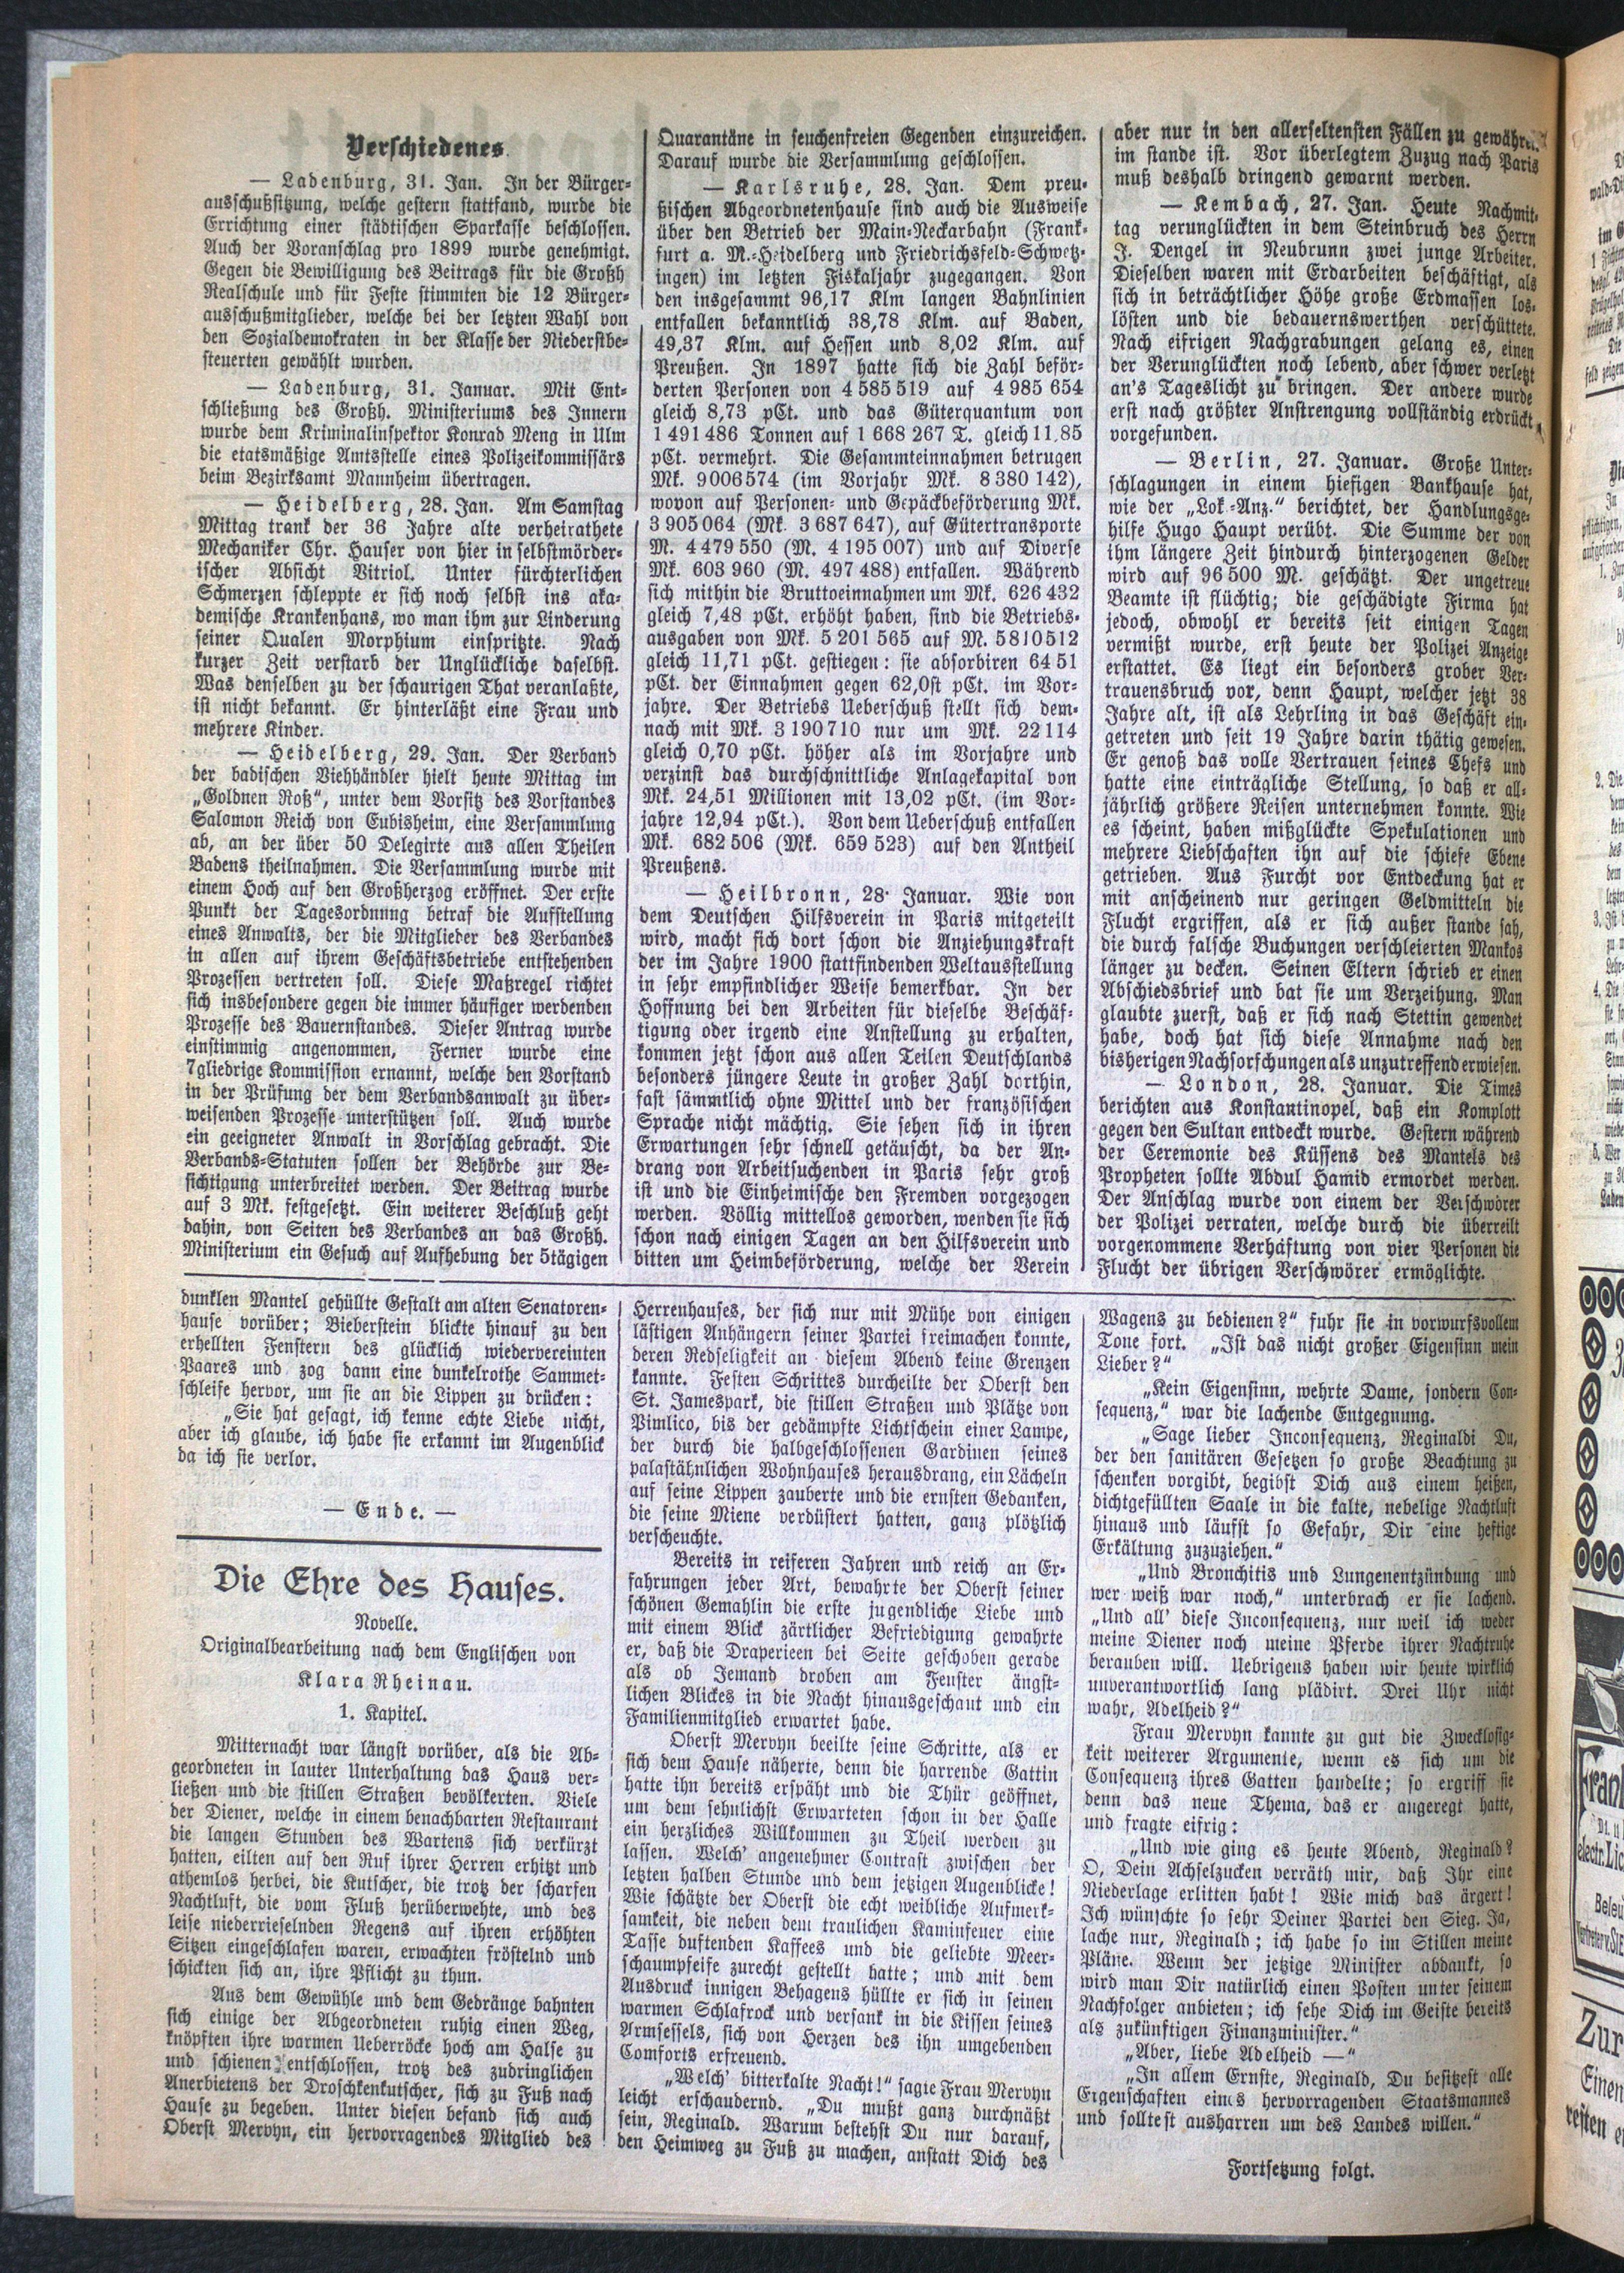 Verschiedenes.
— Ladenburg, 31. Jan. In der Bürger-
ausschußsitzung, welche gestern stattfand, wurde die
Errichtung einer städtischen Sparkasse beschlossen.
Auch der Voranschlag pro 1899 wurde genehmigt.
Gegen die Bewilligung des Beitrags für die Großh
Realschule und für Feste stimmten die 12 Bürger-
ausschußmitglieder, welche bei der letzten Wahl von
den Sozialdemokraten in der Klasse der Niederstbe-
steuerten gewählt wurden.
— Ladenburg, 31. Januar. Mit Ent-
schließung des Großh. Ministeriums des Innern
wurde dem Kriminalinspektor Konrad Meng in Ulm
die etatsmäßige Amtsstelle eines Polizeikommissärs
beim Bezirksamt Mannheim übertragen.
— Heidelberg, 28. Jan. Am Samstag
Mittag trank der 36 Jahre alte verheirathete
Mechaniker Chr. Hauser von hier in selbstmörder-
ischer Absicht Vitriol. Unter fürchterlichen
Schmerzen schleppte er sich noch selbst ins aka-
demische Krankenhans, wo man ihm zur Linderung
seiner Qualen Morphium einspritzte. Nach
kurzer Zeit verstarb der Unglückliche daselbst.
Was denselben zu der schaurigen That veranlaßte,
ist nicht bekannt. Er hinterläßt eine Frau und
mehrere Kinder.
— Heidelberg, 29. Jan. Der Verband
der badischen Viehhändler hielt heute Mittag im
„Goldnen Roß“, unter dem Vorsitz des Vorstandes
Salomon Reich von Eubisheim, eine Versammlung
ab, an der über 50 Delegirte aus allen Theilen
Badens theilnahmen. Die Versammlung wurde mit
einem Hoch auf den Großherzog eröffnet. Der erste
Punkt der Tagesordnung betraf die Aufstellung
eines Anwalts, der die Mitglieder des Verbandes
in allen auf ihrem Geschäftsbetriebe entstehenden
Prozessen vertreten soll. Diese Maßregel richtet
sich insbesondere gegen die immer häufiger werdenden
Prozesse des Bauernstandes. Dieser Antrag wurde
einstimmig angenommen, Ferner wurde eine
7gliedrige Kommission ernannt, welche den Vorstand
in der Prüfung der dem Verbandsanwalt zu über-
weisenden Prozesse unterstützen soll. Auch wurde
ein geeigneter Anwalt in Vorschlag gebracht. Die
Verbands-Statuten sollen der Behörde zur Be-
sichtigung unterbreitet werden. Der Beitrag wurde
auf 3 Mk. festgesetzt. Ein weiterer Beschluß geht
dahin, von Seiten des Verbandes an das Großh.
Ministerium ein Gesuch auf Aufhebung der 5tägigen
Quarantäne in seuchenfreien Gegenden einzureichen.
Darauf wurde die Versammlung geschlossen.
— Karlsruhe, 28. Jan. Dem preu-
ßischen Abgeordnetenhause sind auch die Ausweise
über den Betrieb der Main-Neckarbahn (Frank-
furt a. M.-Heidelberg und Friedrichsfeld-Schwetz-
ingen) im letzten Fiskaljahr zugegangen. Von
den insgesammt 96,17 Klm langen Bahnlinien
entfallen bekanntlich 38,78 Klm. auf Baden,
49,37 Klm. auf Hessen und 8,02 Klm. auf
Preußen. In 1897 hatte sich die Zahl beför-
derten Personen von 4 585 519 auf 4 985 654
gleich 8,73 pCt. und das Güterquantum von
1 491 486 Tonnen auf 1 668 267 T. gleich 11,85
pCt. vermehrt. Die Gesammteinnahmen betrugen
Mk. 9 006 574 (im Vorjahr Mk. 8 380 142),
wovon auf Personen- und Gepäckbeförderung Mk.
3 905 064 (Mk. 3 687 647), auf Gütertransporte
M. 4 479 550 (M. 4 195 007) und auf Diverse
Mk. 603 960 (M. 497 488) entfallen. Während
sich mithin die Bruttoeinnahmen um Mk. 626 432
gleich 7,48 pCt. erhöht haben, sind die Betriebs-
ausgaben von Mk. 5 201 565 auf M. 5 810 512
gleich 11,71 pCt. gestiegen: sie absorbiren 64 51
pCt. der Einnahmen gegen 62,0st pCt. im Vor-
jahre. Der Betriebs Ueberschuß stellt sich dem-
nach mit Mk. 3 190 710 nur um Mk. 22 114
gleich 0,70 pCt. höher als im Vorjahre und
verzinst das durchschnittliche Anlagekapital von
Mk. 24,51 Millionen mit 13,02 pCt. (im Vor-
jahre 12,94 pCt.). Von dem Ueberschuß entfallen
Mk. 682 506 (Mk. 659 523) auf den Antheil
Preußens.
— Heilbronn, 28. Januar. Wie von
dem Deutschen Hilfsverein in Paris mitgeteilt
wird, macht sich dort schon die Anziehungskraft
der im Jahre 1900 stattfindenden Weltausstellung
in sehr empfindlicher Weise bemerkbar. In der
Hoffnung bei den Arbeiten für dieselbe Beschäf-
tigung oder irgend eine Anstellung zu erhalten,
kommen jetzt schon aus allen Teilen Deutschlands
besonders jüngere Leute in großer Zahl dorthin,
fast sämmtlich ohne Mittel und der französischen
Sprache nicht mächtig. Sie sehen sich in ihren
Erwartungen sehr schnell getäuscht, da der An-
drang von Arbeitsuchenden in Paris sehr groß
ist und die Einheimische den Fremden vorgezogen
werden. Völlig mittellos geworden, wenden sie sich
schon nach einigen Tagen an den Hilfsverein und
bitten um Heimbeförderung, welche der Verein
aber nur in den allerseltensten Fällen zu gewähren
im stande ist. Vor überlegtem Zuzug nach Paris
muß deshalb dringend gewarnt werden.
— Kembach, 27. Jan. Heute Nachmit-
tag verunglückten in dem Steinbruch des Herrn
J. Dengel in Neubrunn zwei junge Arbeiter.
Dieselben waren mit Erdarbeiten beschäftigt, als
sich in beträchtlicher Höhe große Erdmassen los-
lösten und die bedauernswerthen verschüttete.
Nach eifrigen Nachgrabungen gelang es, einen
der Verunglückten noch lebend, aber schwer verletzt
an's Tageslicht zu bringen. Der andere wurde
erst nach größter Anstrengung vollständig erdrückt
vorgefunden.
— Berlin, 27. Januar. Große Unter-
schlagungen in einem hiesigen Bankhause hat,
wie der „Lok.-Anz.“ berichtet, der Handlungsge-
hilfe Hugo Haupt verübt. Die Summe der von
ihm längere Zeit hindurch hinterzogenen Gelder
wird auf 96 500 M. geschätzt. Der ungetreue
Beamte ist flüchtig; die geschädigte Firma hat
jedoch, obwohl er bereits seit einigen Tagen
vermißt wurde, erst heute der Polizei Anzeige
erstattet. Es liegt ein besonders grober Ver-
trauensbruch vor, denn Haupt, welcher jetzt 38
Jahre alt, ist als Lehrling in das Geschäft ein-
getreten und seit 19 Jahre darin thätig gewesen.
Er genoß das volle Vertrauen seines Chefs und
hatte eine einträgliche Stellung, so daß er all-
jährlich größere Reisen unternehmen konnte. Wie
es scheint, haben mißglückte Spekulationen und
mehrere Liebschaften ihn auf die schiefe Ebene
getrieben. Aus Furcht vor Entdeckung hat er
mit anscheinend nur geringen Geldmitteln die
Flucht ergriffen, als er sich außer stande sah,
die durch falsche Buchungen verschleierten Mankos
länger zu decken. Seinen Eltern schrieb er einen
Abschiedsbrief und bat sie um Verzeihung. Man
glaubte zuerst, daß er sich nach Stettin gewendet
habe, doch hat sich diese Annahme nach den
bisherigen Nachforschungen als unzutreffend erwiesen.
— London, 28. Januar. Die Times
berichten aus Konstantinopel, daß ein Komplott
gegen den Sultan entdeckt wurde. Gestern während
der Ceremonie des Küssens des Mantels des
Propheten sollte Abdul Hamid ermordet werden.
Der Anschlag wurde von einem der Verschwörer
der Polizei verraten, welche durch die überreilt
vorgenommene Verhaftung von vier Personen die
Flucht der übrigen Verschwörer ermöglichte.
dunklen Mantel gehüllte Gestalt am alten Senatoren-
hause vorüber; Bieberstein blickte hinauf zu den
erhellten Fenstern des glücklich wiedervereinten
Paares und zog dann eine dunkelrothe Sammet-
schleife hervor, um sie an die Lippen zu drücken:
„Sie hat gesagt, ich kenne echte Liebe nicht,
aber ich glaube, ich habe sie erkannt im Augenblick
da ich sie verlor.
— Ende. —
Die Ehre des Hauses.
Novelle.
Originalbearbeitung nach dem Englischen von
Klara Rheinau.
1. Kapitel.
Mitternacht war längst vorüber, als die Ab-
geordneten in lauter Unterhaltung das Haus ver-
ließen und die stillen Straßen bevölkerten. Viele
der Diener, welche in einem benachbarten Restaurant
die langen Stunden des Wartens sich verkürzt
hatten, eilten auf den Ruf ihrer Herren erhitzt und
athemlos herbei, die Kutscher, die trotz der scharfen
Nachtluft, die vom Fluß herüberwehte, und des
leise niederrieselnden Regens auf ihren erhöhten
Sitzen eingeschlafen waren, erwachten fröstelnd und
schickten sich an, ihre Pflicht zu thun.
Aus dem Gewühle und dem Gedränge bahnten
sich einige der Abgeordneten ruhig einen Weg,
knöpften ihre warmen Ueberröcke hoch am Halse zu
und schienen entschlossen, trotz des zudringlichen
Anerbietens der Droschkenkutscher, sich zu Fuß nach
Hause zu begeben. Unter diesen befand sich auch
Oberst Mervyn, ein hervorragendes Mitglied des
Herrenhauses, der sich nur mit Mühe von einigen
lästigen Anhängern seiner Partei freimachen konnte,
deren Redseligkeit an diesem Abend keine Grenzen
kannte. Festen Schrittes durcheilte der Oberst den
St. Jamespark, die stillen Straßen und Plätze von
Pimlico, bis der gedämpfte Lichtschein einer Lampe,
der durch die halbgeschlossenen Gardinen seines
palastähnlichen Wohnhauses herausdrang, ein Lächeln
auf seine Lippen zauberte und die ernsten Gedanken,
die seine Miene verdüstert hatten, ganz plötzlich
verscheuchte.
Bereits in reiferen Jahren und reich an Er-
fahrungen jeder Art, bewahrte der Oberst seiner
schönen Gemahlin die erste jugendliche Liebe und
mit einem Blick zärtlicher Befriedigung gewahrte
er, daß die Draperieen bei Seite geschoben gerade
als ob Jemand droben am Fenster ängst-
lichen Blickes in die Nacht hinausgeschaut und ein
Familienmitglied erwartet habe.
Oberst Mervyn beeilte seine Schritte, als er
sich dem Hause näherte, denn die harrende Gattin
hatte ihn bereits erspäht und die Thür geöffnet,
um dem sehnlichst Erwarteten schon in der Halle
ein herzliches Willkommen zu Theil werden zu
lassen. Welch' angenehmer Contrast zwischen der
letzten halben Stunde und dem jetzigen Augenblicke!
Wie schätzte der Oberst die echt weibliche Aufmerk-
samkeit, die neben dem traulichen Kaminfeuer eine
Tasse duftenden Kaffees und die geliebte Meer-
schaumpfeife zurecht gestellt hatte; und mit dem
Ausdruck innigen Behagens hüllte er sich in seinen
warmen Schlafrock und versank in die Kissen seines
Armsessels, sich von Herzen des ihn umgebenden
Comforts erfreuend.
„Welch' bitterkalte Nacht!“ sagte Frau Mervyn
leicht erschaudernd. „Du mußt ganz durchnäßt
sein, Reginald. Warum bestehst Du nur darauf,
den Heimweg zu Fuß zu machen, anstatt Dich des
Wagens zu bedienen?“ fuhr sie in vorwurfsvollem
Tone fort. „Ist das nicht großer Eigensinn mein
Lieber?“
„Kein Eigensinn, wehrte Dame, sondern Con-
sequenz,“ war die lachende Entgegnung.
„Sage lieber Inconsequenz, Reginald! Du,
der den sanitären Gesetzen so große Beachtung zu
schenken vorgibt, begibst Dich aus einem heißen,
dichtgefüllten Saale in die kalte, nebelige Nachtluft
hinaus und läufst so Gefahr, Dir eine heftige
Erkältung zuzuziehen.“
„Und Bronchitis und Lungenentzündung und
wer weiß war noch,“ unterbrach er sie lachend.
„Und all' diese Inconsequenz, nur weil ich weder
meine Diener noch meine Pferde ihrer Nachtruhe
berauben will. Uebrigens haben wir heute wirklich
unverantwortlich lang plädirt. Drei Uhr nicht
wahr, Adelheid?“
Frau Mervyn kannte zu gut die Zwecklosig-
keit weiterer Argumente, wenn es sich um die
Consequenz ihres Gatten handelte; so ergriff sie
denn das neue Thema, das er angeregt hatte,
und fragte eifrig:
„Und wie ging es heute Abend, Reginald?
O, Dein Achselzucken verräth mir, daß Ihr eine
Niederlage erlitten habt! Wie mich das ärgert!
Ich wünschte so sehr Deiner Partei den Sieg. Ja,
lache nur, Reginald; ich habe so im Stillen meine
Pläne. Wenn der jetzige Minister abdankt, so
wird man Dir natürlich einen Posten unter seinem
Nachfolger anbieten; ich sehe Dich im Geiste bereits
als zukünftigen Finanzminister.“
„Aber, liebe Adelheid —“
„In allem Ernste, Reginald, Du besitzest alle
Eigenschaften eines hervorragenden Staatsmannes
und solltest ausharren um des Landes willen.“
Fortsetzung folgt.